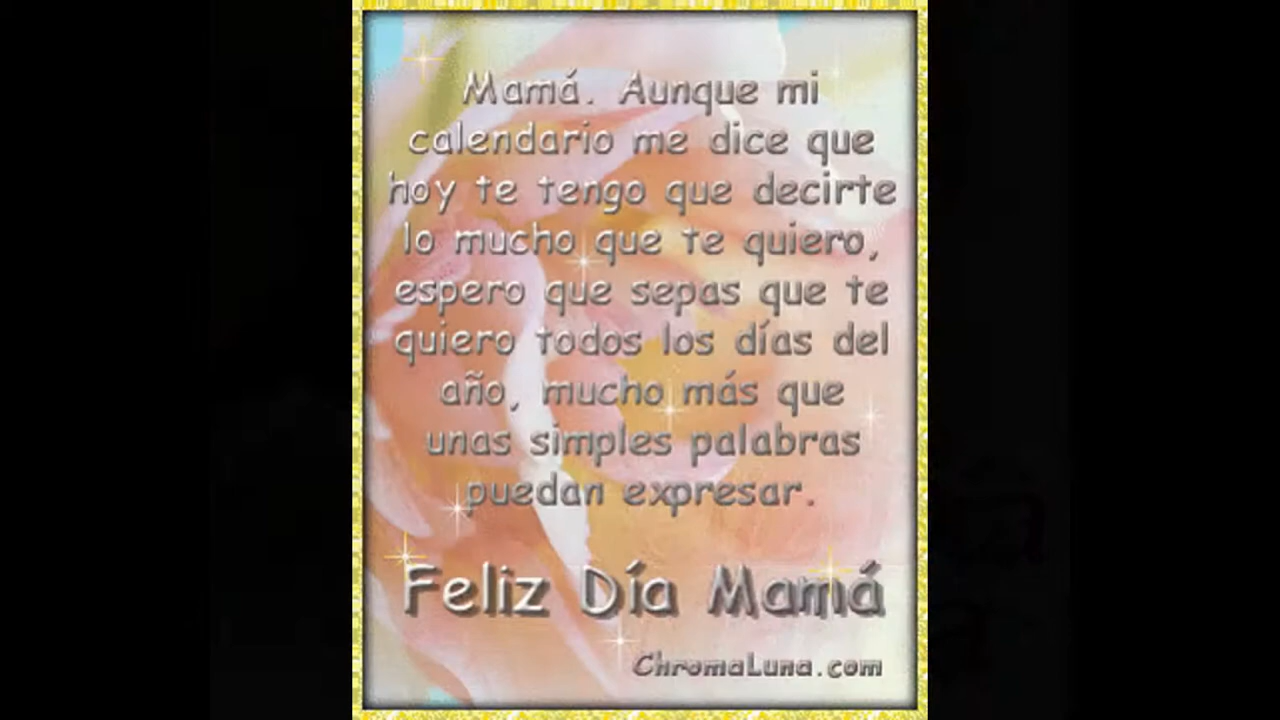 Mamá. Aunque mi
calendario me dice que
hoy te tengo que decirte
lo mucho que te quiero,
espero que sepas que te
quiero todos los días del
año, mucho más que
unas simples palabras
puedan expresar.
Feliz Día Mamá
ChromaLuna.com